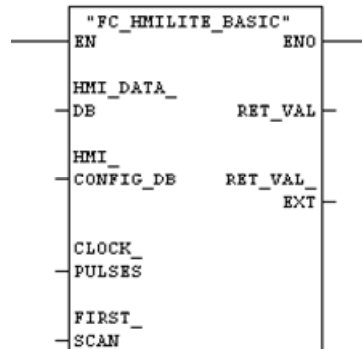 "FC_HMILITE_BASIC"
EN ENO
HMI_DATA_
DB RET_VAL
HMI_
CONFIG_DB RET_VAL_
EXT
CLOCK_
PULSES
FIRST_
SCAN